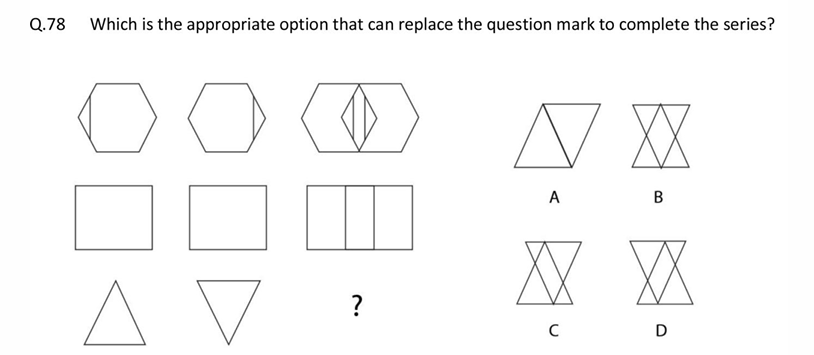 Q.78 Which is the appropriate option that can replace the question mark to complete the series?
A B
?
C D